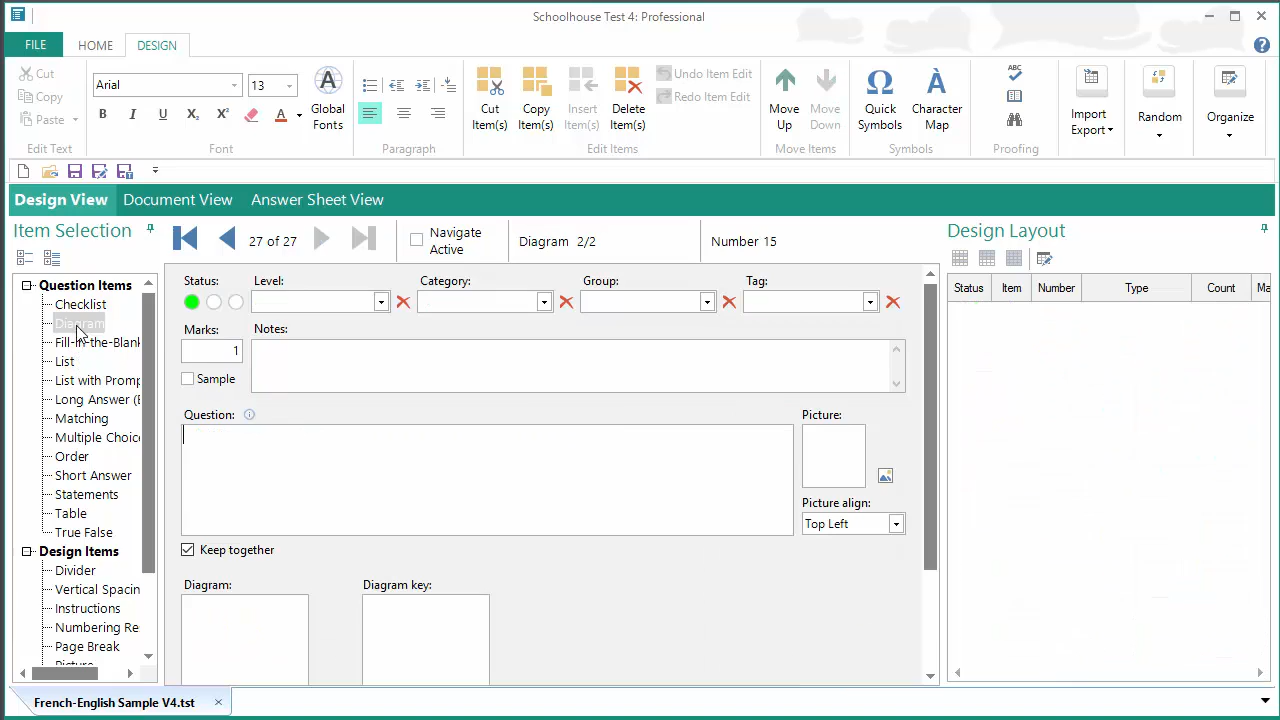 Schoolhouse Test 4: Professional
FILE HOME DESIGN
Cut
Copy
Paste
Edit Text
Arial 13
B I U X₂ X² A
Font
A
Global
Fonts
Paragraph
Cut
Item(s)
Copy
Item(s)
Insert
Item(s)
Delete
Item(s)
Undo Item Edit
Redo Item Edit
Edit Items
Move
Up
Move
Down
Move Items
Ω
Quick
Symbols
À
Character
Map
Symbols
ABC
Proofing
Import
Export
Random
Organize
Design View Document View Answer Sheet View
Item Selection
Question Items
Checklist
Diagram
Fill-in-the-Blank
List
List with Promp
Long Answer (E
Matching
Multiple Choic
Order
Short Answer
Statements
Table
True False
Design Items
Divider
Vertical Spacin
Instructions
Numbering Re
Page Break
Picture
27 of 27
Navigate
Active
Diagram 2/2
Number 15
Status: Level: Category: Group: Tag:
Marks: Notes:
1
Sample
Question:
Picture:
Picture align:
Top Left
Keep together
Diagram: Diagram key:
Design Layout
Status Item Number Type Count Ma
French-English Sample V4.tst